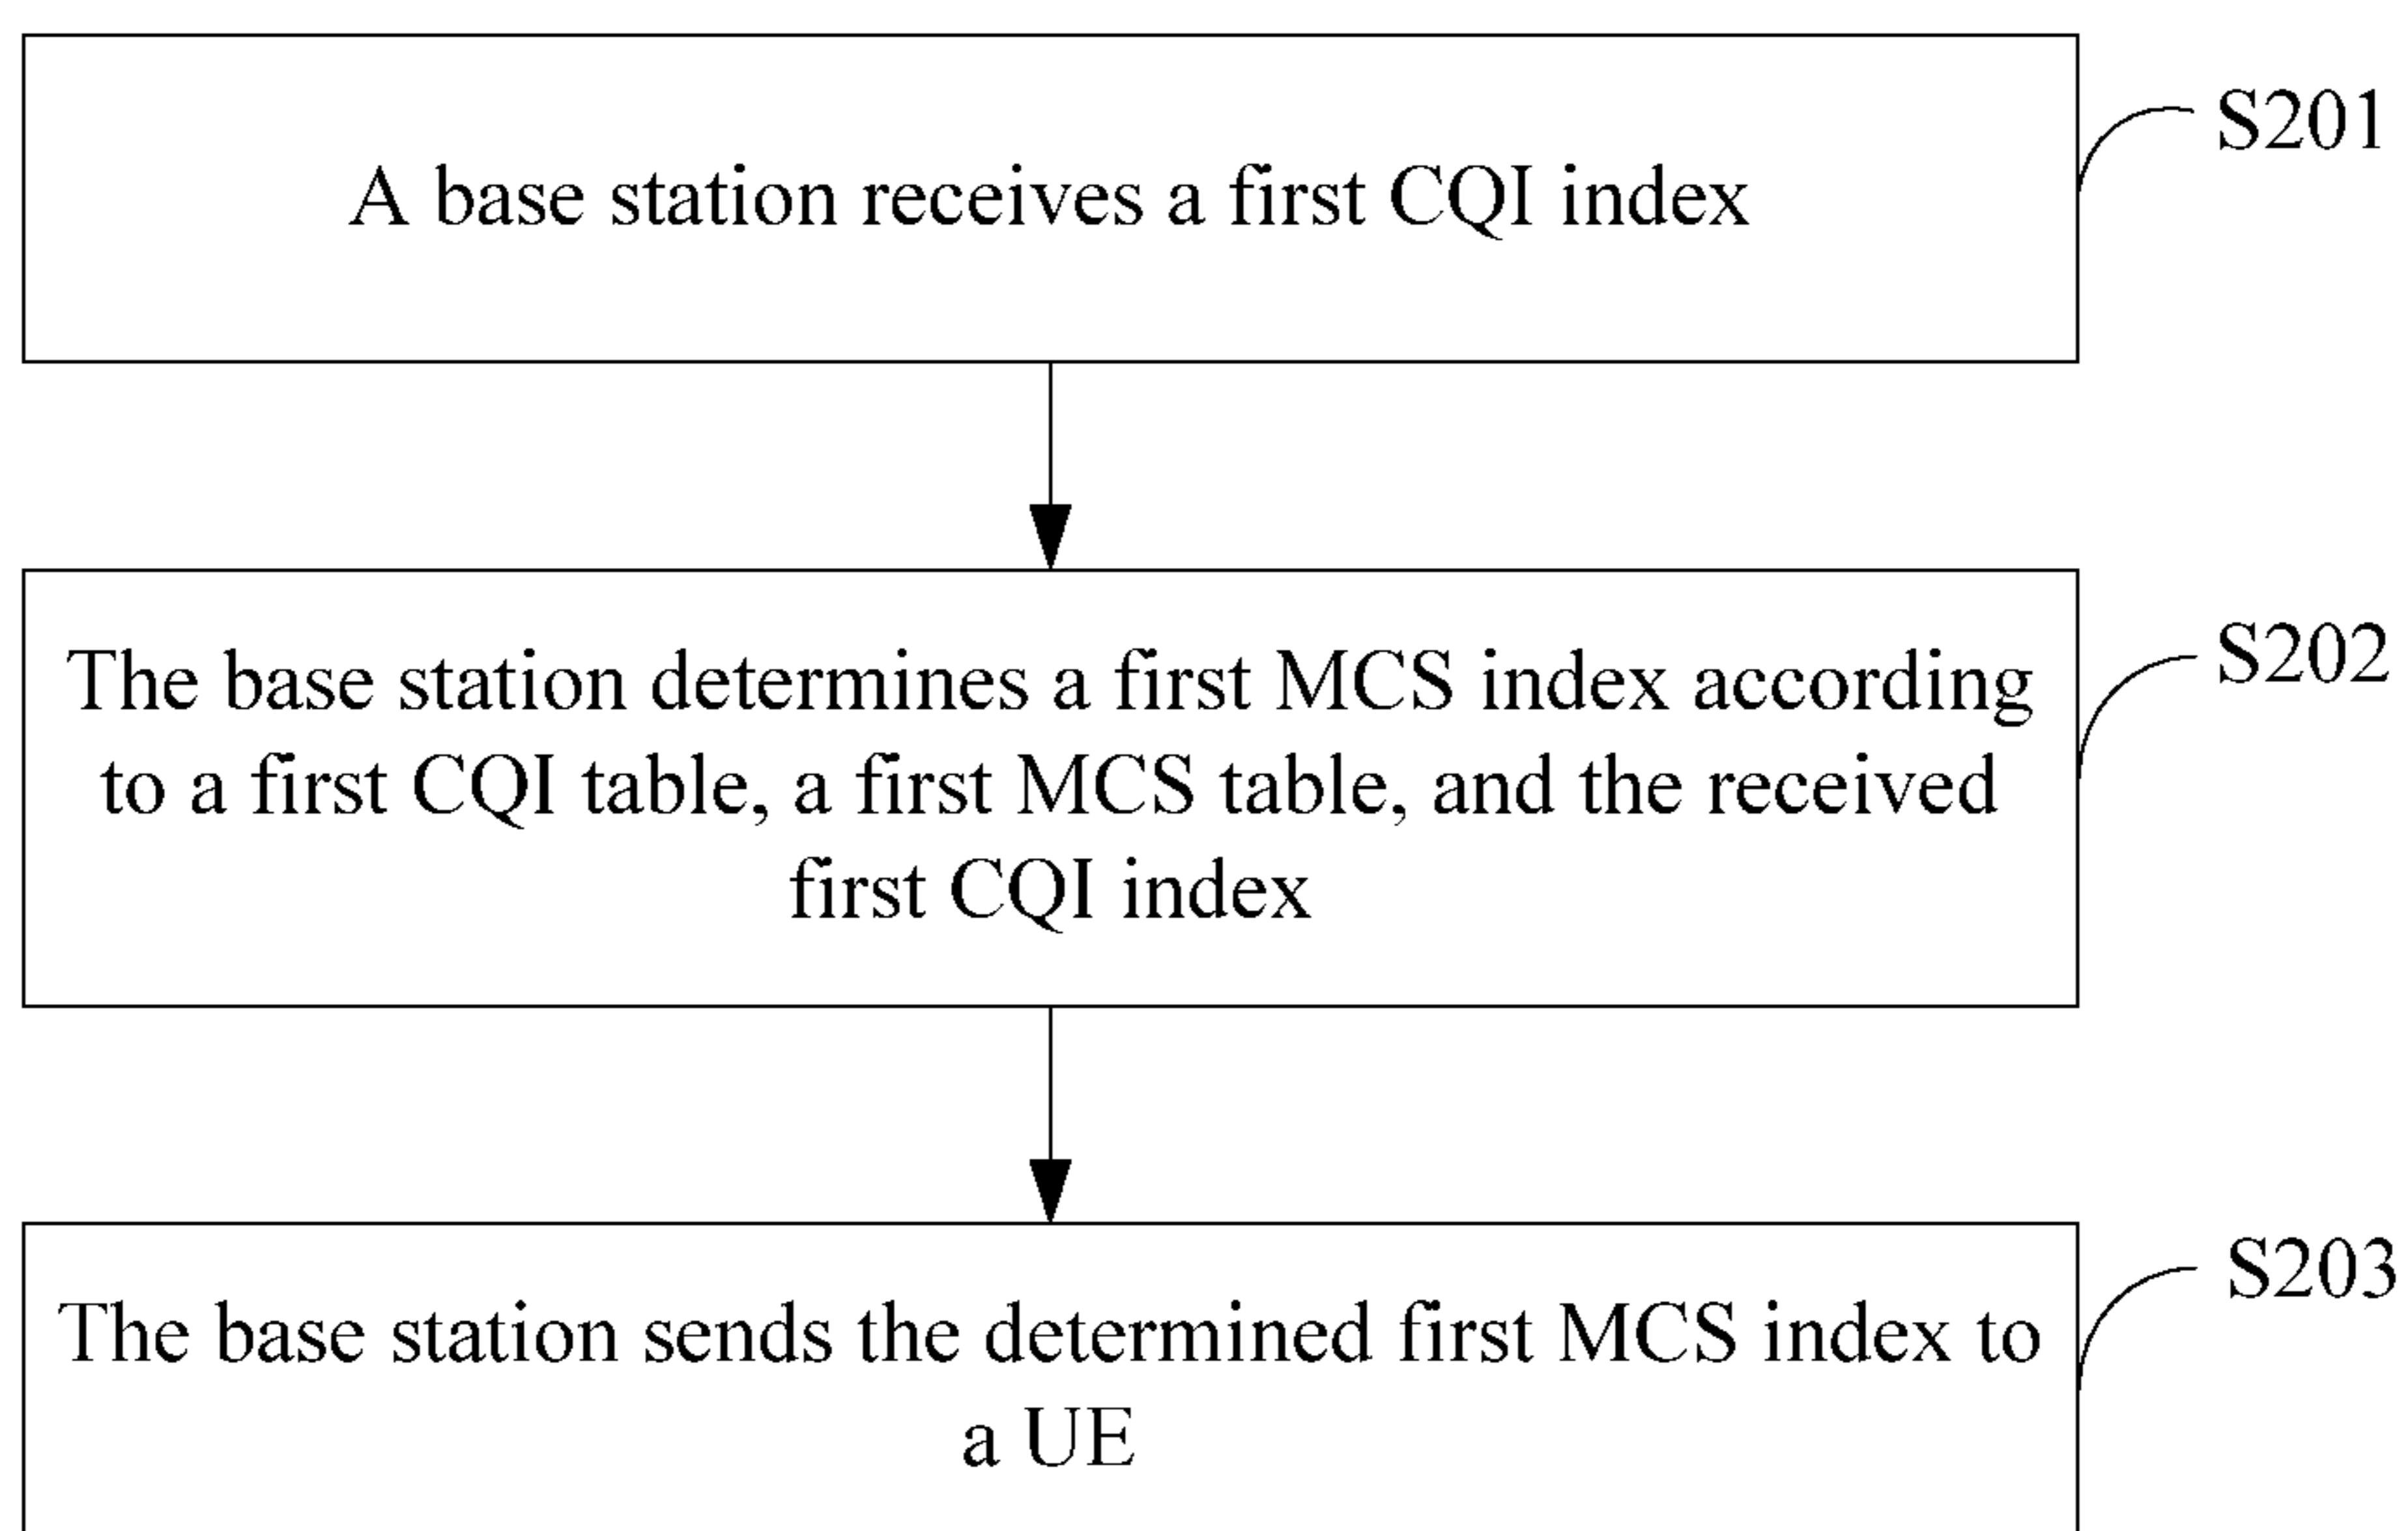 A base station receives a first CQI index
S201
The base station determines a first MCS index according
to a first CQI table, a first MCS table, and the received
first CQI index
S202
The base station sends the determined first MCS index to
a UE
S203